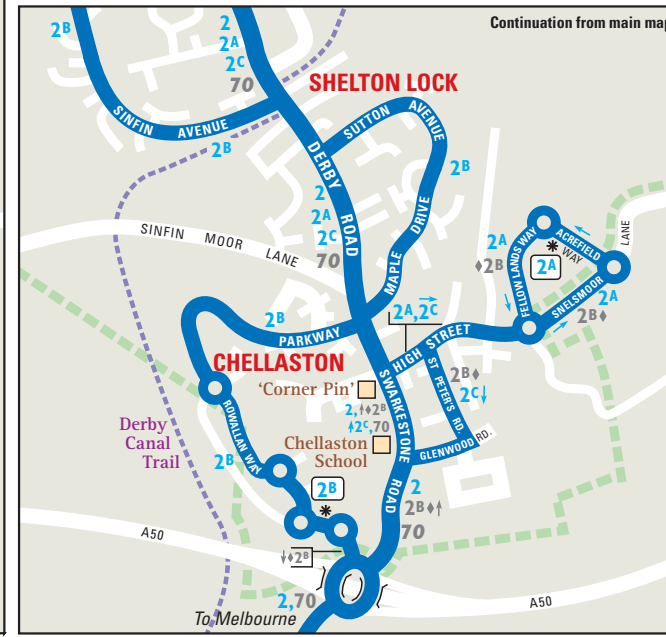 Continuation from main map
2B
2
2A
2C
70
SHELTON LOCK
SINFIN AVENUE
2B
SUTTON AVENUE
DERBY ROAD
2B
2
2A
2C
70
SINFIN MOOR LANE
MAPLE DRIVE
LANE
ACREFIELD WAY
FELLOW LANDS WAY
2A
♦2B
2A
SNELSMOOR
2A
2B♦
2A, 2C
2B
PARKWAY
HIGH STREET
CHELLASTON
'Corner Pin'
SWARKESTONE ROAD
ST PETER'S RD.
2B♦
2C↓
2,↑♦2B
↑2C,70
ROWALLAN WAY
Derby
Canal
Trail
Chellaston
School
GLENWOOD RD.
2B
2B
2
2B♦↑
70
A50
↓♦2B
2,70
To Melbourne
A50